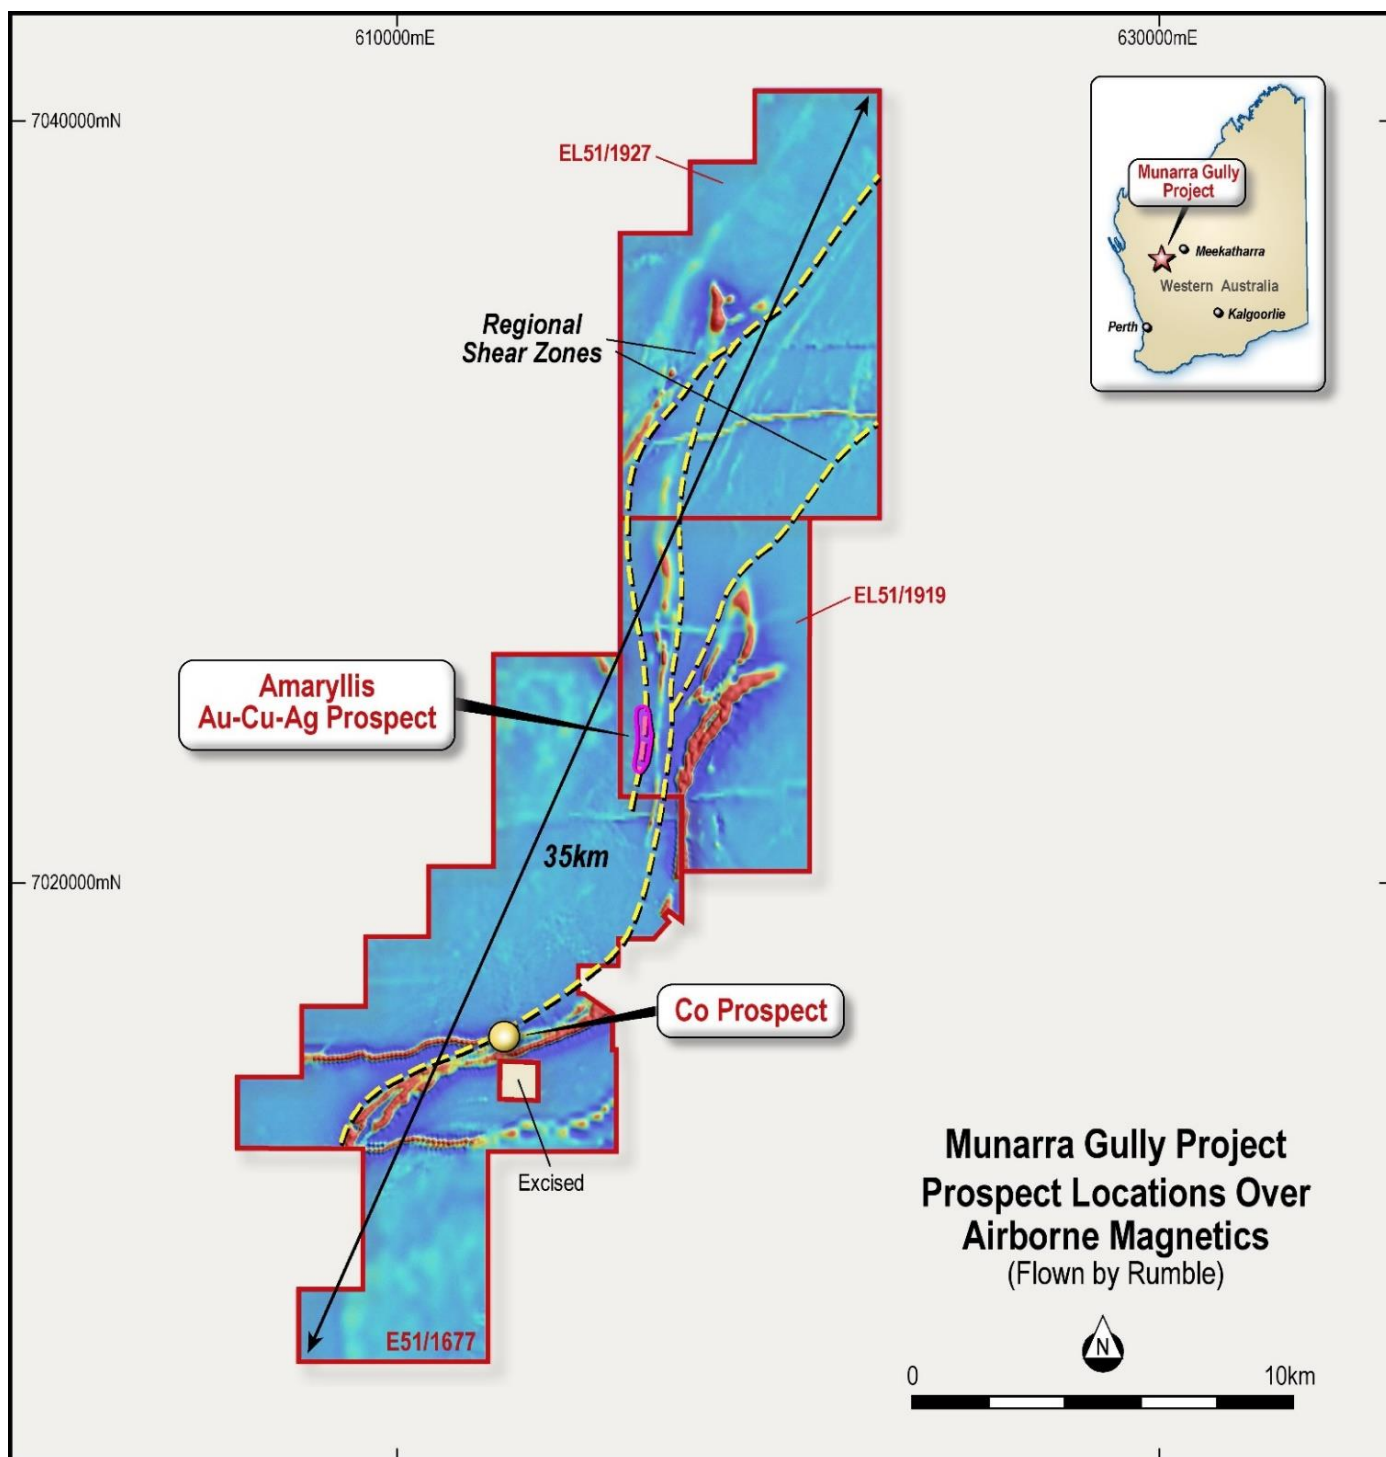 610000mE
630000mE
7040000mN
EL51/1927
Munarra Gully
Project
Meekatharra
Western Australia
Kalgoorlie
Perth
Regional
Shear Zones
EL51/1919
Amaryllis
Au-Cu-Ag Prospect
35km
7020000mN
Co Prospect
Excised
Munarra Gully Project
Prospect Locations Over
Airborne Magnetics
(Flown by Rumble)
N
E51/1677
0
10km